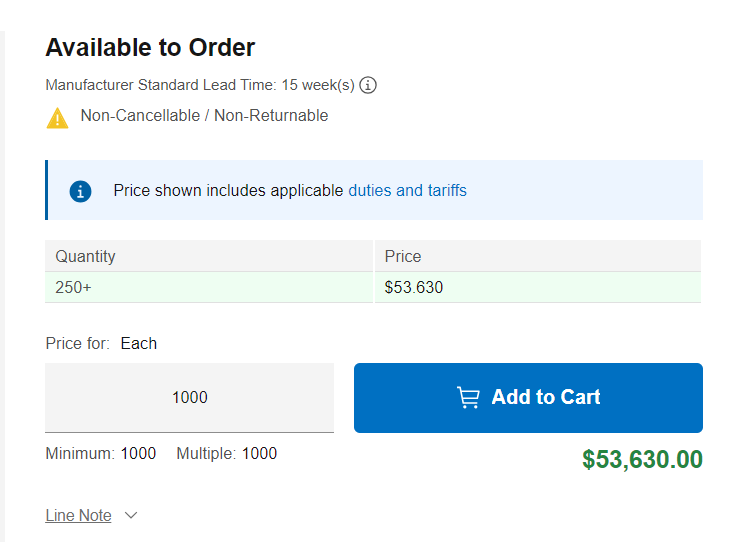 Available to Order
Manufacturer Standard Lead Time: 15 week(s)
Non-Cancellable / Non-Returnable
Price shown includes applicable duties and tariffs
Quantity Price
250+ $53.630
Price for: Each
1000
Add to Cart
Minimum: 1000 Multiple: 1000
$53,630.00
Line Note